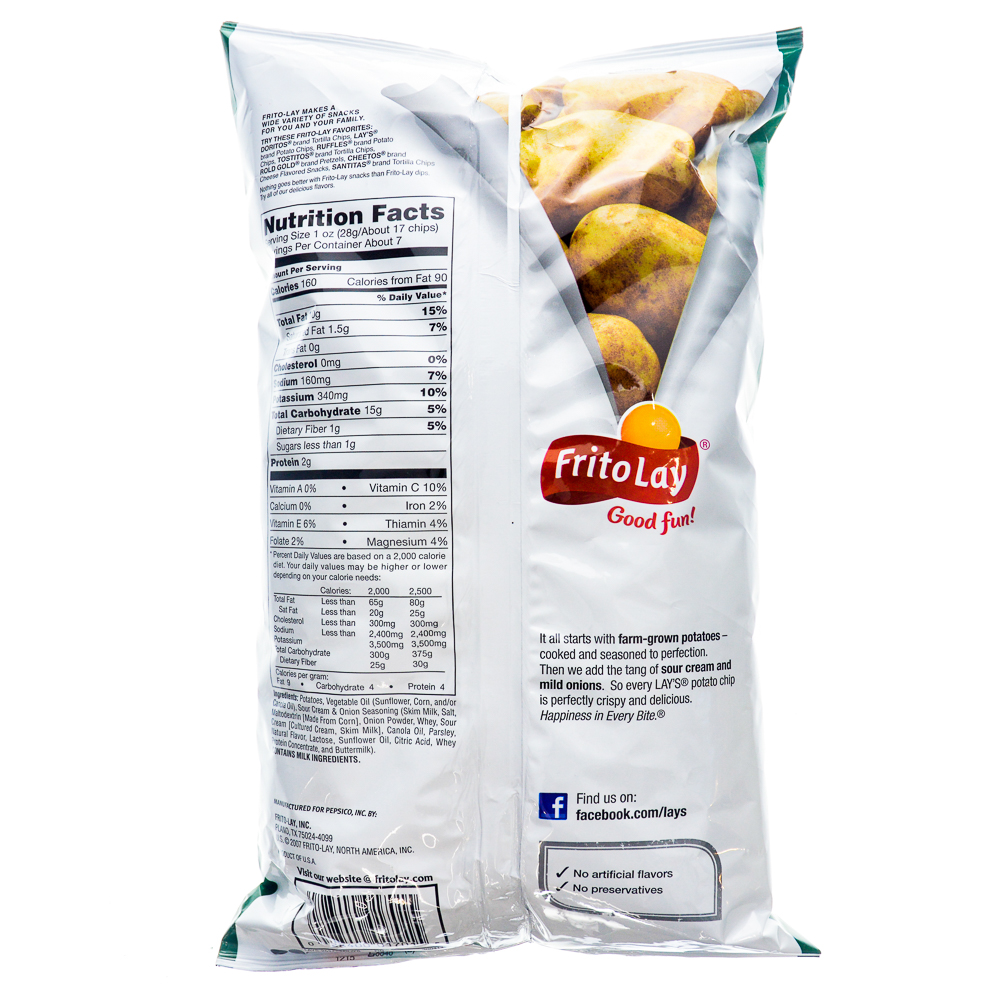 FRITO-LAY MAKES A
WIDE VARIETY OF SNACKS
FOR YOU AND YOUR FAMILY.
TRY THESE FRITO-LAY FAVORITES:
DORITOS® brand Tortilla Chips, LAY'S®
brand Potato Chips, RUFFLES® brand Potato
Chips, TOSTITOS® brand Tortilla Chips,
ROLD GOLD® brand Pretzels, CHEETOS® brand
Cheese Flavored Snacks, SANTITAS® brand Tortilla Chips
Nothing goes better with Frito-Lay snacks than Frito-Lay dips.
Try all of our delicious flavors.
Nutrition Facts
Size 1 oz (28g/About 17 chips)
Per Container About 7
Per Serving
Calories 160 Calories from Fat 90
% Daily Value*
Total Fat 15%
Fat 1.5g 7%
Fat 0g
Cholesterol 0mg 0%
160mg 7%
340mg 10%
Carbohydrate 15g 5%
Dietary Fiber 1g 5%
Sugars less than 1g
Protein 2g
Vitamin A 0% • Vitamin C 10%
Calcium 0% • Iron 2%
Vitamin E 6% • Thiamin 4%
Folate 2% • Magnesium 4%
* Percent Daily Values are based on a 2,000 calorie
diet. Your daily values may be higher or lower
depending on your calorie needs:
Calories: 2,000 2,500
Total Fat Less than 65g 80g
Sat Fat Less than 20g 25g
Cholesterol Less than 300mg 300mg
Sodium Less than 2,400mg 2,400mg
Potassium 3,500mg 3,500mg
Total Carbohydrate 300g 375g
Dietary Fiber 25g 30g
Calories per gram:
Fat 9 • Carbohydrate 4 • Protein 4
Ingredients: Potatoes, Vegetable Oil (Sunflower, Corn, and/or
Oil), Sour Cream & Onion Seasoning (Skim Milk, Salt,
Maltodextrin [Made From Corn], Onion Powder, Whey, Sour
Cream [Cultured Cream, Skim Milk], Canola Oil, Parsley,
Natural Flavor, Lactose, Sunflower Oil, Citric Acid, Whey
Protein Concentrate, and Buttermilk).
CONTAINS MILK INGREDIENTS.
MANUFACTURED FOR PEPSICO, INC. BY:
FRITO-LAY, INC.
PLANO, TX 75024-4099
© 2007 FRITO-LAY, NORTH AMERICA, INC.
OF U.S.A.
Visit our website @ fritolay.com
Frito Lay ®
Good fun!
It all starts with farm-grown potatoes –
cooked and seasoned to perfection.
Then we add the tang of sour cream and
mild onions. So every LAY'S® potato chip
is perfectly crispy and delicious.
Happiness in Every Bite.®
f Find us on:
facebook.com/lays
✓ No artificial flavors
✓ No preservatives